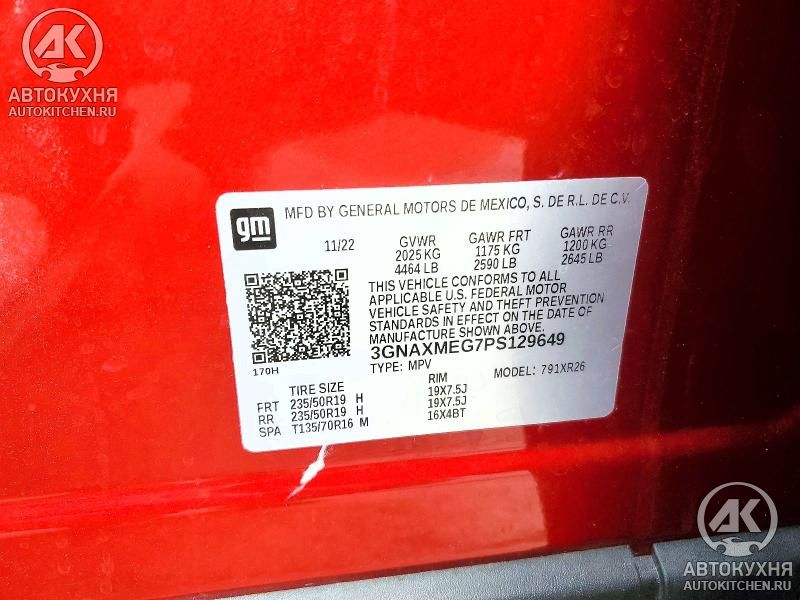 AK
АВТОКУХНЯ
AUTOKITCHEN.RU
gm
MFD BY GENERAL MOTORS DE MEXICO, S. DE R.L. DE C.V.
11/22 GVWR GAWR FRT GAWR RR
2025 KG 1175 KG 1200 KG
4464 LB 2590 LB 2645 LB
THIS VEHICLE CONFORMS TO ALL
APPLICABLE U.S. FEDERAL MOTOR
VEHICLE SAFETY AND THEFT PREVENTION
STANDARDS IN EFFECT ON THE DATE OF
MANUFACTURE SHOWN ABOVE.
3GNAXMEG7PS129649
170H TYPE: MPV MODEL: 791XR26
TIRE SIZE RIM
FRT 235/50R19 H 19X7.5J
RR 235/50R19 H 19X7.5J
SPA T135/70R16 M 16X4BT
AK
АВТОКУХНЯ
AUTOKITCHEN.RU